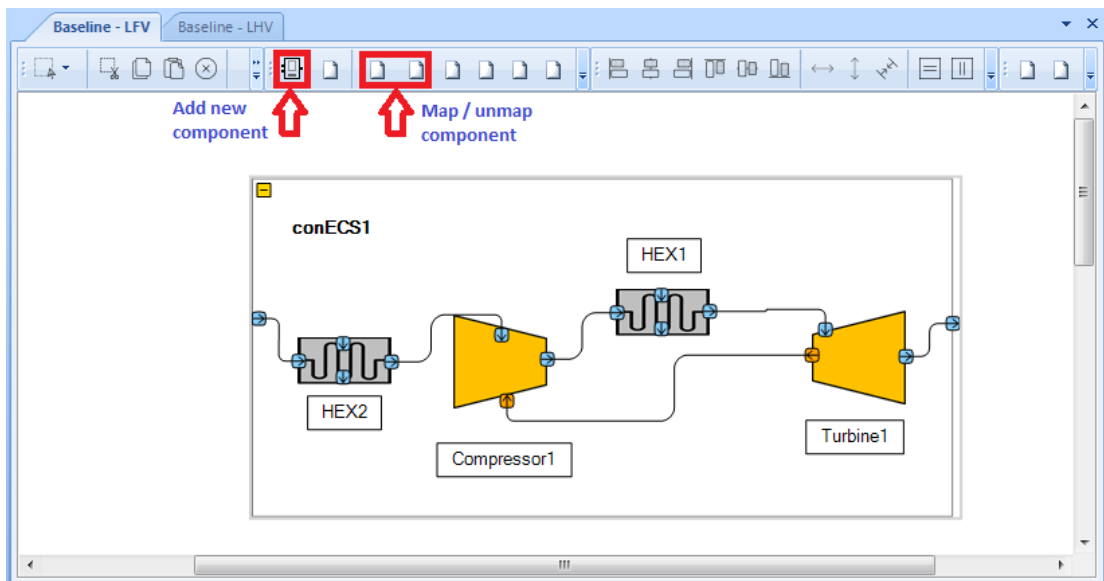 Baseline - LFV
Baseline - LHV
Add new
component
Map / unmap
component
conECS1
HEX1
HEX2
Compressor1
Turbine1